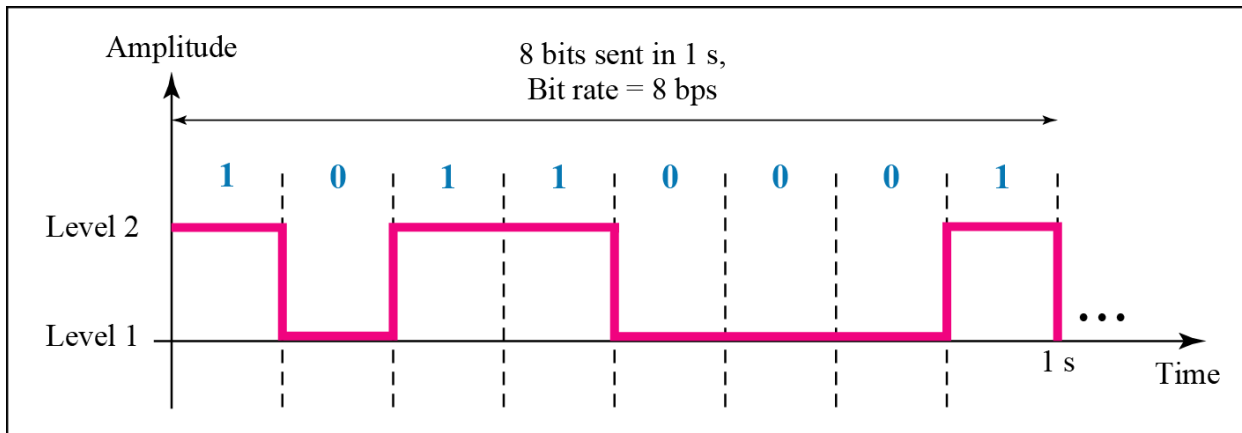 Amplitude
8 bits sent in 1 s,
Bit rate = 8 bps
1 0 1 1 0 0 0 1
Level 2
Level 1
...
1 s
Time